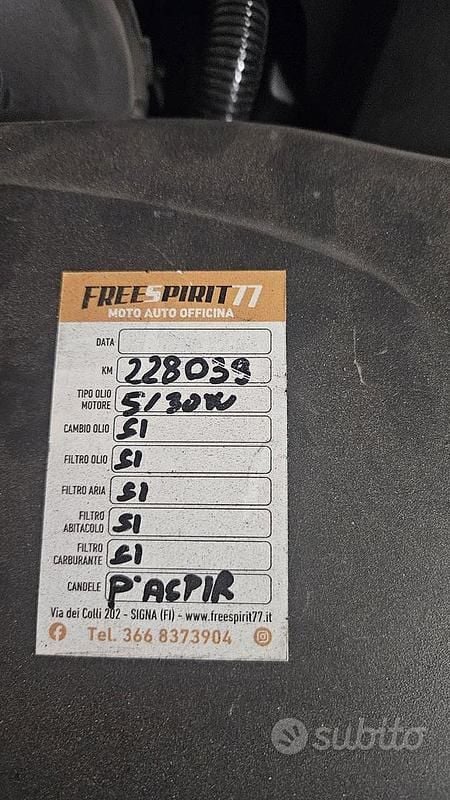 FREESPIRIT77
MOTO AUTO OFFICINA
DATA
KM 228039
TIPO OLIO MOTORE 5/30W
CAMBIO OLIO SI
FILTRO OLIO SI
FILTRO ARIA SI
FILTRO ABITACOLO SI
FILTRO CARBURANTE SI
CANDELE P°ASPIR
Via dei Colli 202 - SIGNA (FI) - www.freespirit77.it
Tel. 366 8373904
subito